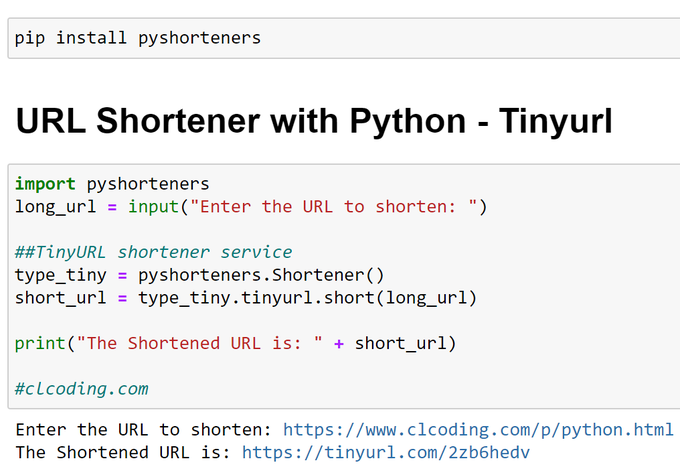 pip install pyshorteners
URL Shortener with Python - Tinyurl
import pyshorteners
long_url = input("Enter the URL to shorten: ")
##TinyURL shortener service
type_tiny = pyshorteners.Shortener()
short_url = type_tiny.tinyurl.short(long_url)
print("The Shortened URL is: " + short_url)
#clcoding.com
Enter the URL to shorten: https://www.clcoding.com/p/python.html
The Shortened URL is: https://tinyurl.com/2zb6hedv